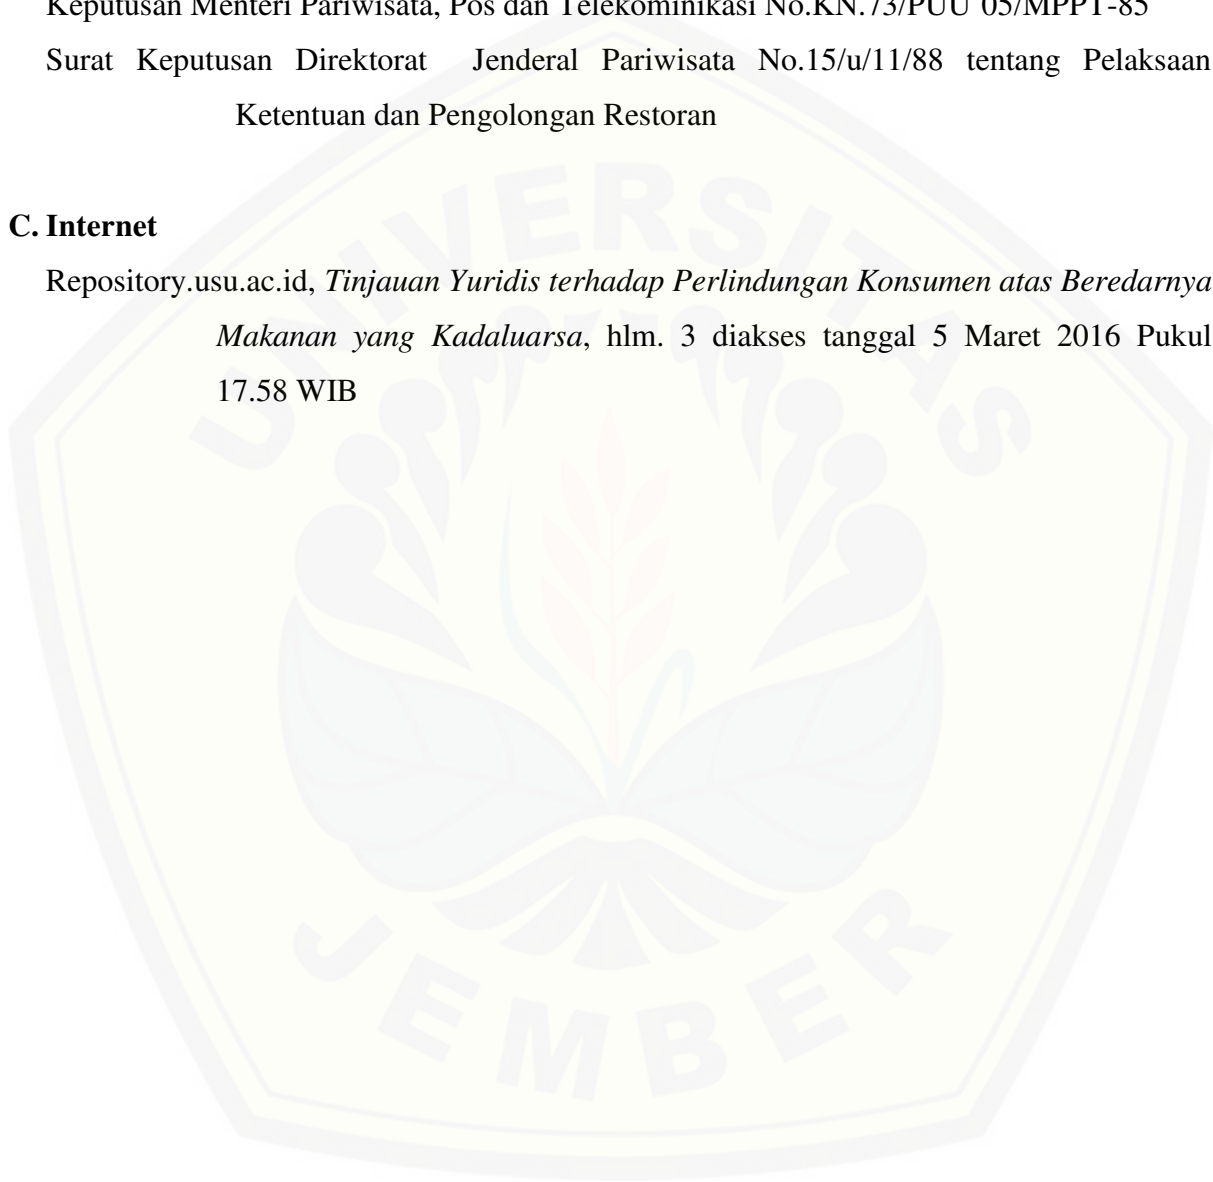 Keputusan Menteri Pariwisata, Pos dan Telekominikasi No.KN.73/PUU 05/MPPT-85
Surat Keputusan Direktorat Jenderal Pariwisata No.15/u/11/88 tentang Pelaksaan
Ketentuan dan Pengolongan Restoran
C. Internet
Repository.usu.ac.id, Tinjauan Yuridis terhadap Perlindungan Konsumen atas Beredarnya
Makanan yang Kadaluarsa, hlm. 3 diakses tanggal 5 Maret 2016 Pukul
17.58 WIB
UNIVERSITAS
JEMBER